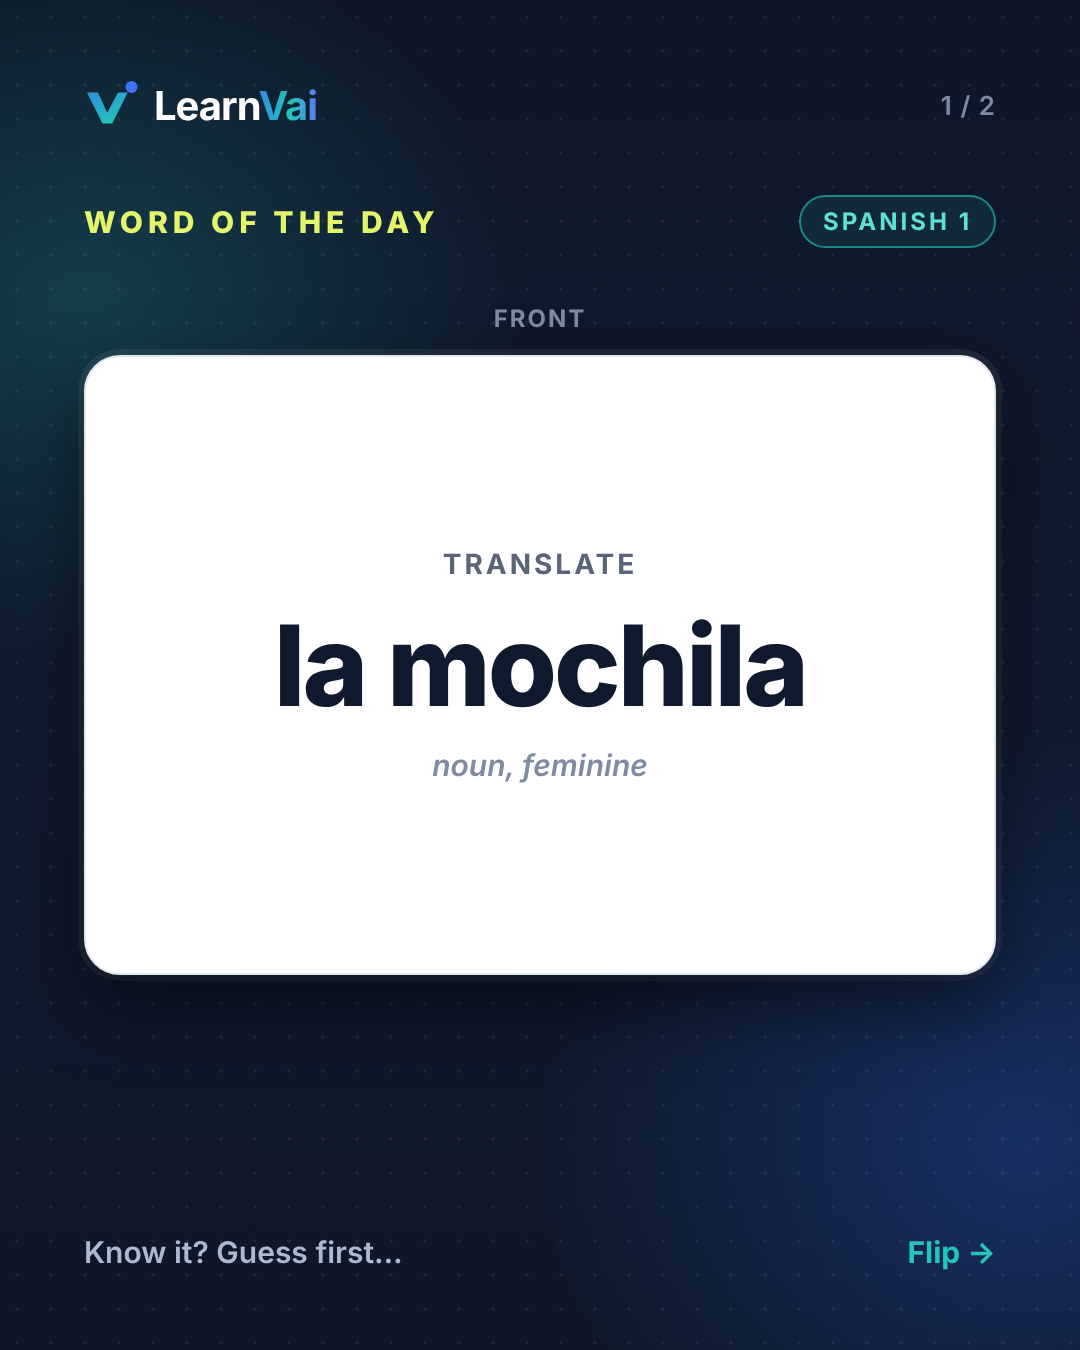 LearnVai
1 / 2
WORD OF THE DAY
SPANISH 1
FRONT
TRANSLATE
la mochila
noun, feminine
Know it? Guess first...
Flip →